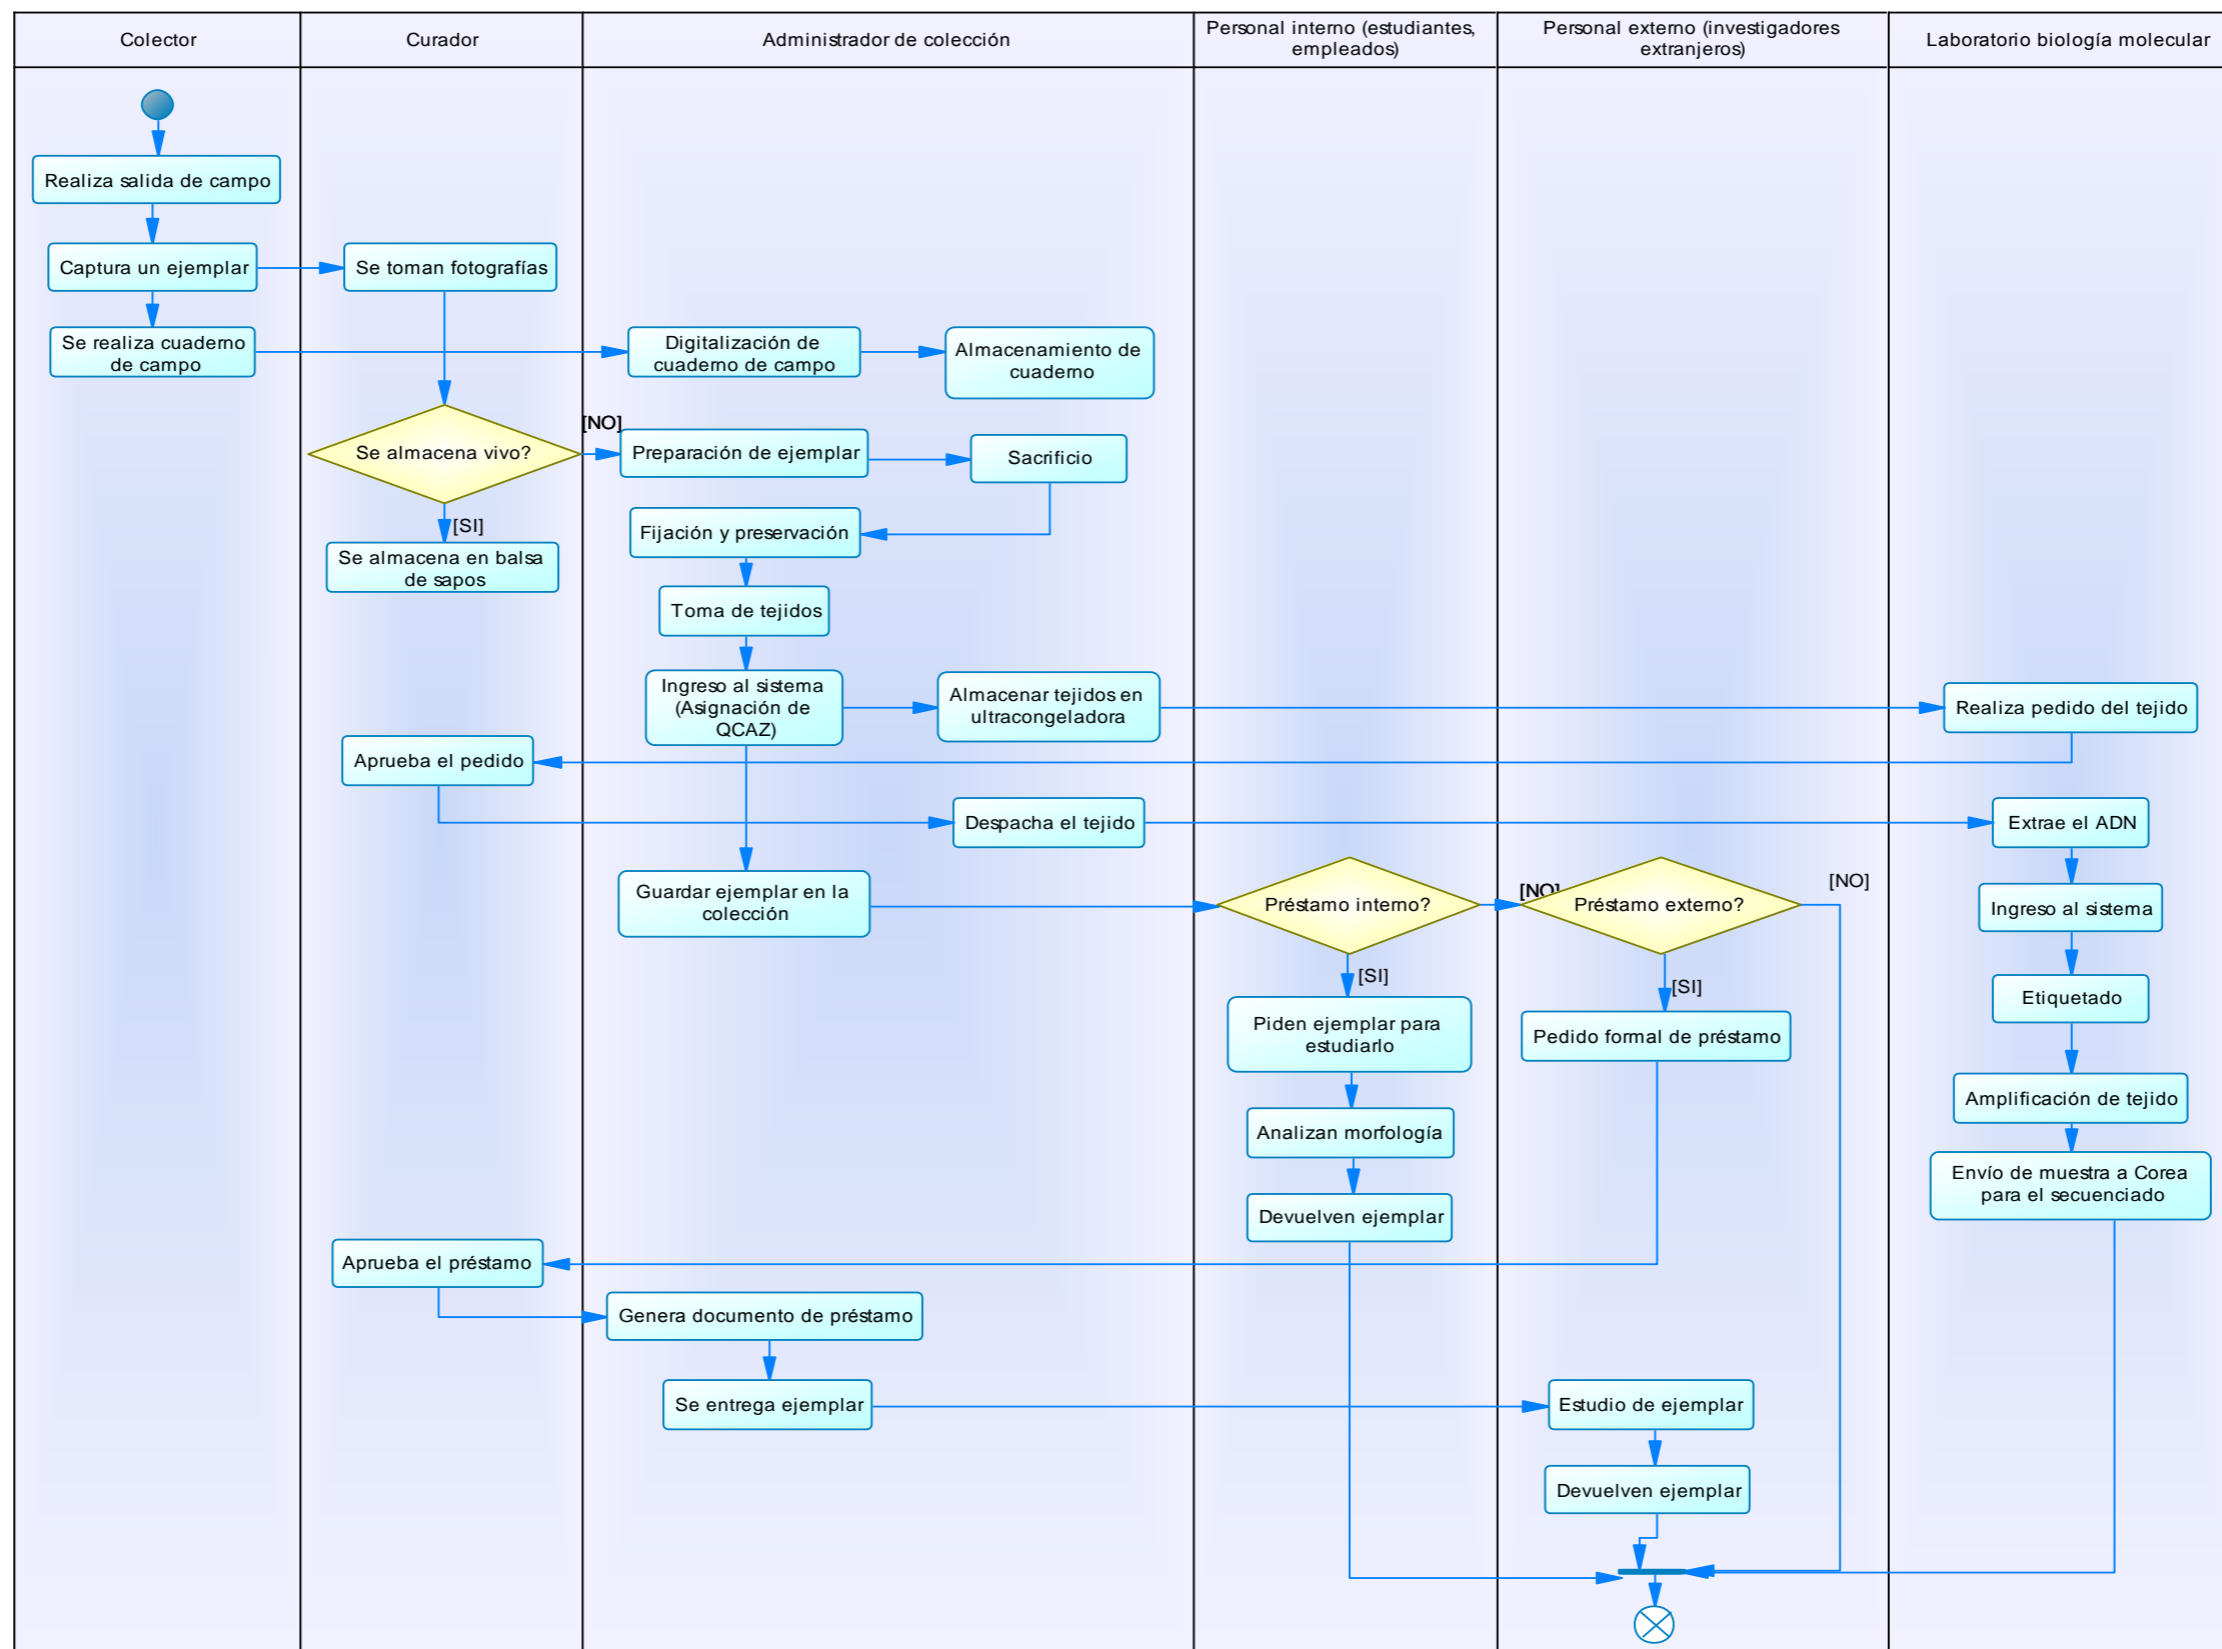 Colector
Curador
Administrador de colección
Personal interno (estudiantes,
empleados)
Personal externo (investigadores
extranjeros)
Laboratorio biología molecular
Realiza salida de campo
Captura un ejemplar
Se toman fotografías
Se realiza cuaderno
de campo
Digitalización de
cuaderno de campo
Almacenamiento de
cuaderno
Se almacena vivo?
[NO]
Preparación de ejemplar
Sacrificio
[SI]
Fijación y preservación
Se almacena en balsa
de sapos
Toma de tejidos
Ingreso al sistema
(Asignación de
QCAZ)
Almacenar tejidos en
ultracongeladora
Realiza pedido del tejido
Aprueba el pedido
Despacha el tejido
Extrae el ADN
Guardar ejemplar en la
colección
Préstamo interno?
[NO]
Préstamo externo?
[NO]
Ingreso al sistema
[SI]
[SI]
Etiquetado
Piden ejemplar para
estudiarlo
Pedido formal de préstamo
Amplificación de tejido
Analizan morfología
Envío de muestra a Corea
para el secuenciado
Devuelven ejemplar
Aprueba el préstamo
Genera documento de préstamo
Se entrega ejemplar
Estudio de ejemplar
Devuelven ejemplar